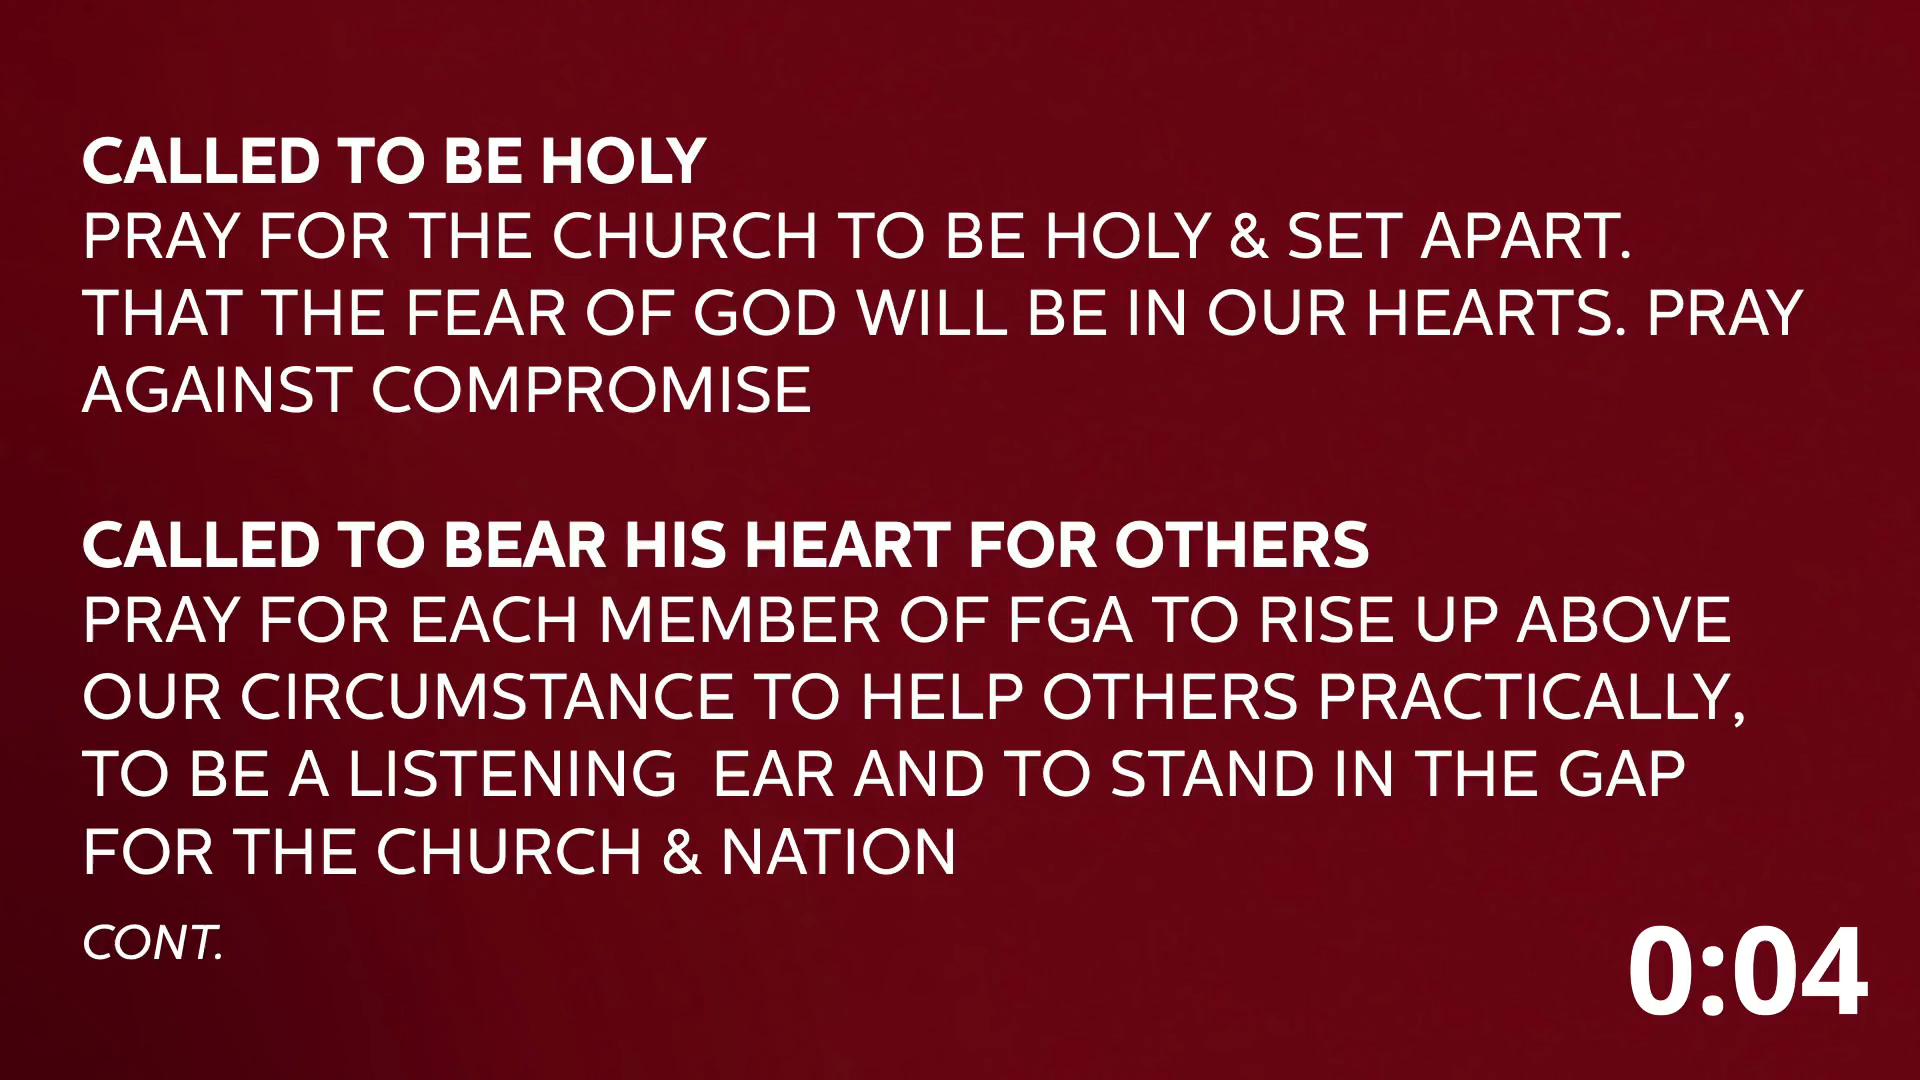 CALLED TO BE HOLY
PRAY FOR THE CHURCH TO BE HOLY & SET APART.
THAT THE FEAR OF GOD WILL BE IN OUR HEARTS. PRAY
AGAINST COMPROMISE
CALLED TO BEAR HIS HEART FOR OTHERS
PRAY FOR EACH MEMBER OF FGA TO RISE UP ABOVE
OUR CIRCUMSTANCE TO HELP OTHERS PRACTICALLY,
TO BE A LISTENING  EAR AND TO STAND IN THE GAP
FOR THE CHURCH & NATION
CONT.
0:04